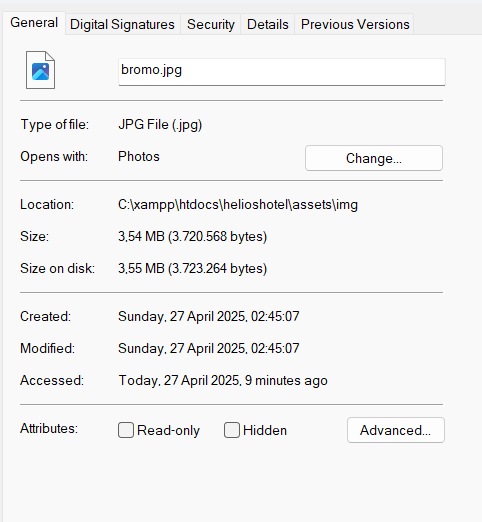 General Digital Signatures Security Details Previous Versions
bromo.jpg
Type of file: JPG File (.jpg)
Opens with: Photos Change...
Location: C:\xampp\htdocs\helioshotel\assets\img
Size: 3,54 MB (3.720.568 bytes)
Size on disk: 3,55 MB (3.723.264 bytes)
Created: Sunday, 27 April 2025, 02:45:07
Modified: Sunday, 27 April 2025, 02:45:07
Accessed: Today, 27 April 2025, 9 minutes ago
Attributes: Read-only Hidden Advanced...